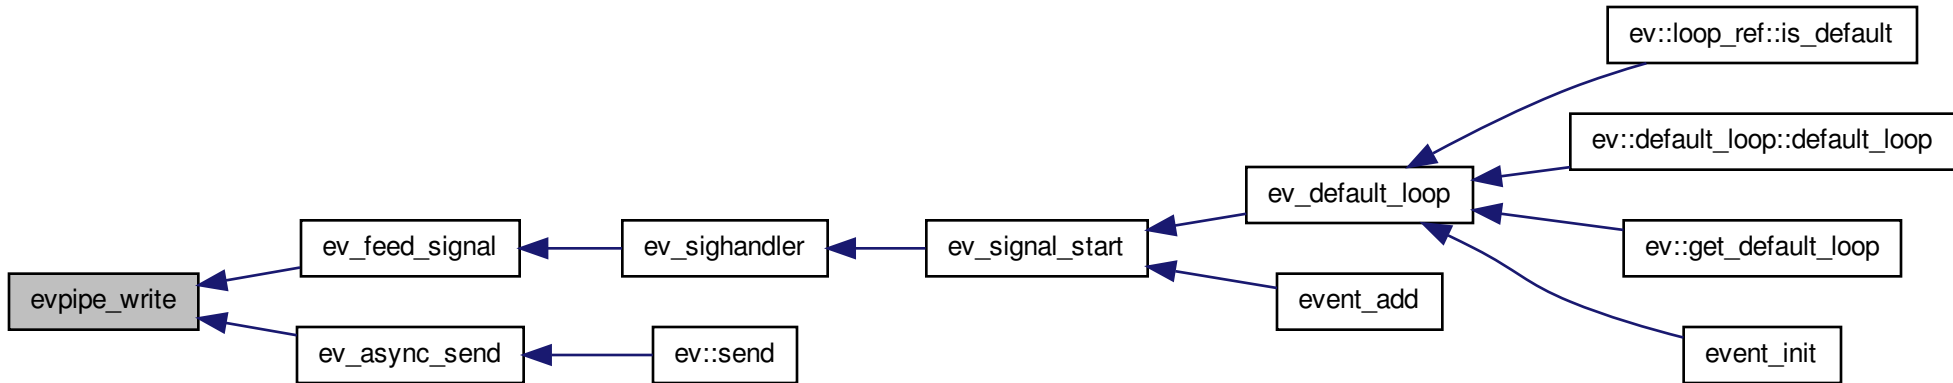 evpipe_write
ev_feed_signal
ev_async_send
ev_sighandler
ev::send
ev_signal_start
ev_default_loop
event_add
ev::loop_ref::is_default
ev::default_loop::default_loop
ev::get_default_loop
event_init